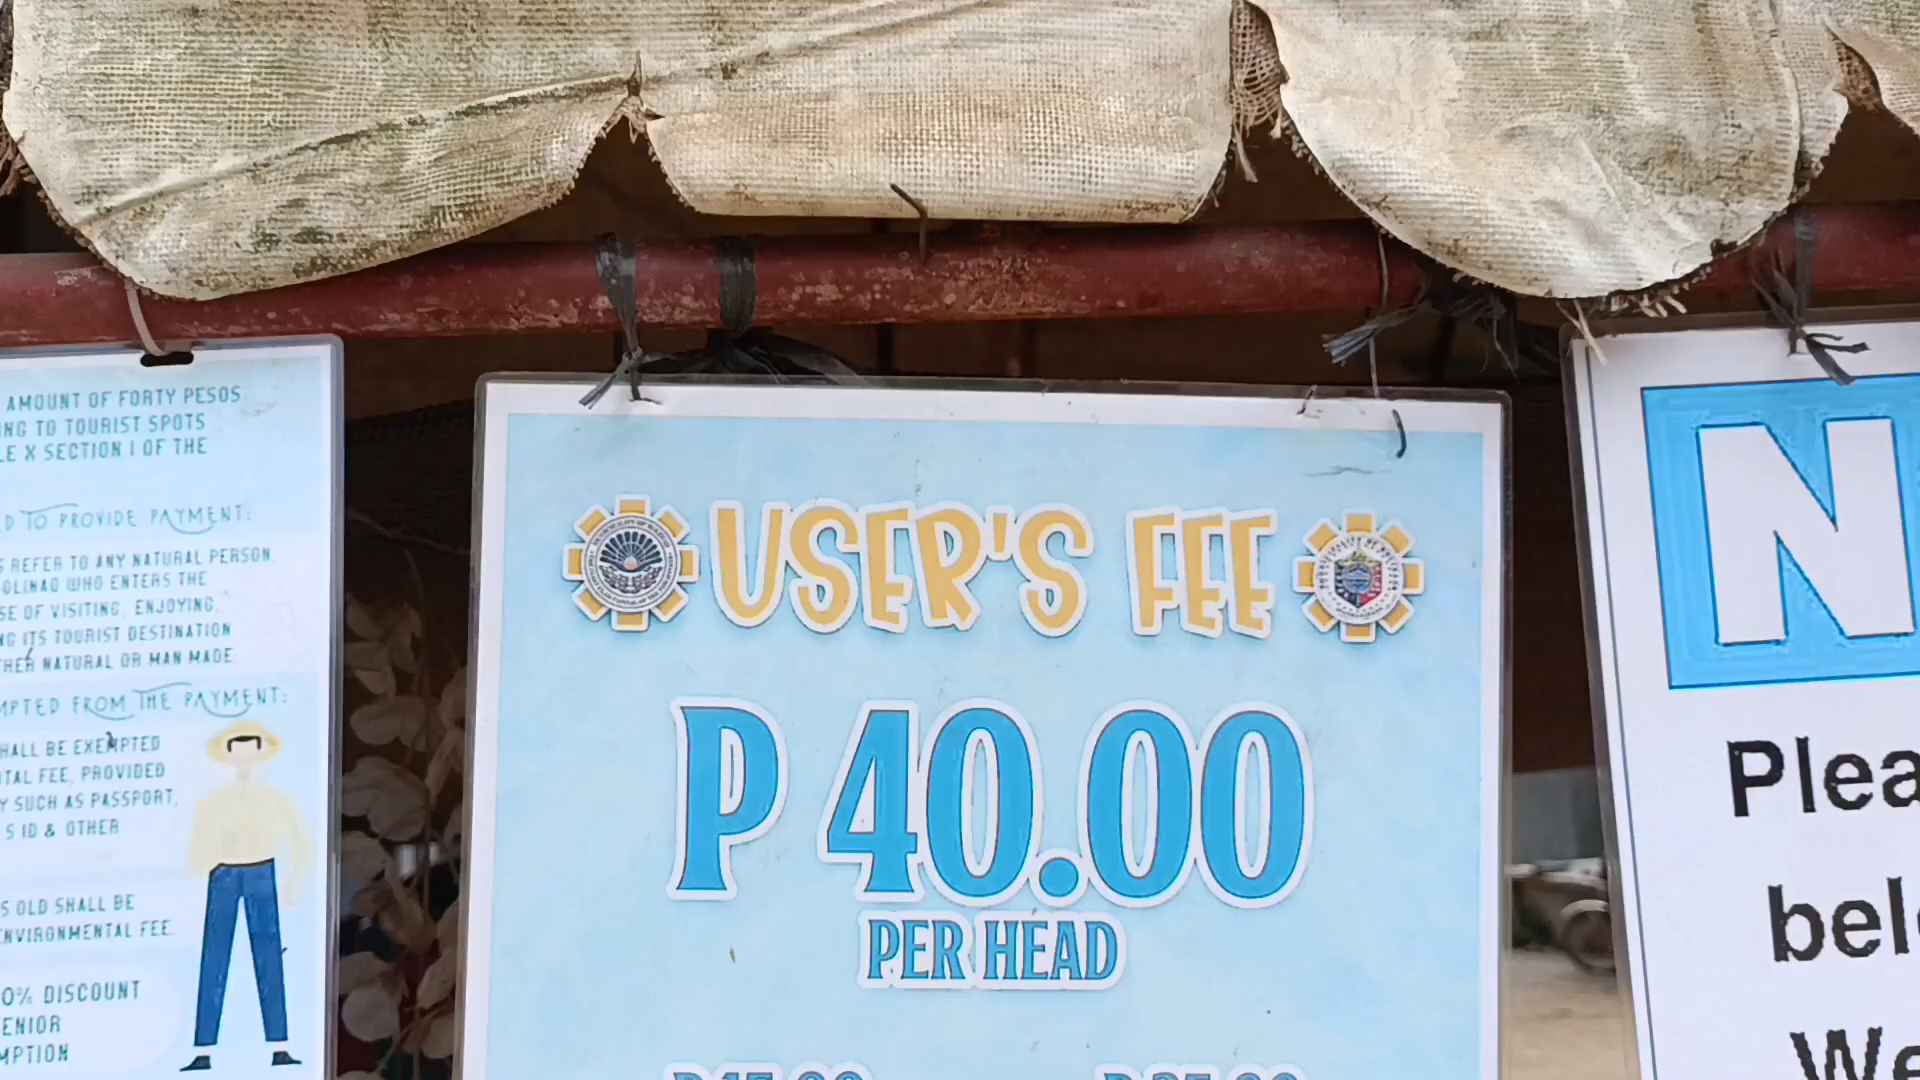 AMOUNT OF FORTY PESOS
NG TO TOURIST SPOTS
LE X SECTION I OF THE
D TO PROVIDE PAYMENT:
S REFER TO ANY NATURAL PERSON
OLINAO WHO ENTERS THE
SE OF VISITING, ENJOYING,
NG ITS TOURIST DESTINATION
THER NATURAL OR MAN MADE
MPTED FROM THE PAYMENT:
HALL BE EXEMPTED
TAL FEE, PROVIDED
Y SUCH AS PASSPORT,
S ID & OTHER
S OLD SHALL BE
ENVIRONMENTAL FEE.
0% DISCOUNT
ENIOR
MPTION
USER'S FEE
P 40.00
PER HEAD
N
Plea
bel
We